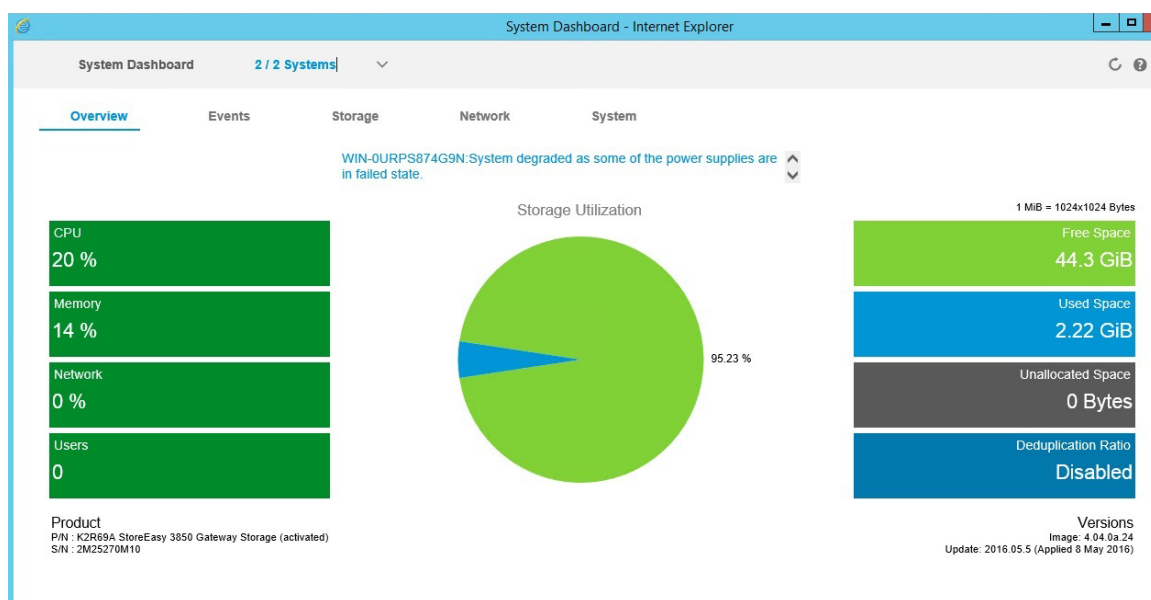 System Dashboard - Internet Explorer
System Dashboard 2 / 2 Systems
Overview Events Storage Network System
WIN-0URPS874G9N:System degraded as some of the power supplies are
in failed state.
Storage Utilization
1 MiB = 1024x1024 Bytes
CPU
20 %
Memory
14 %
Network
0 %
Users
0
95.23 %
Free Space
44.3 GiB
Used Space
2.22 GiB
Unallocated Space
0 Bytes
Deduplication Ratio
Disabled
Product
P/N : K2R69A StoreEasy 3850 Gateway Storage (activated)
S/N : 2M25270M10
Versions
Image: 4.04.0a.24
Update: 2016.05.5 (Applied 8 May 2016)